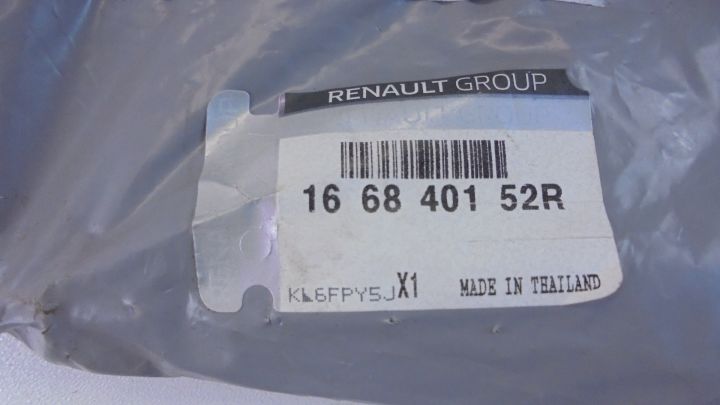 RENAULT GROUP
16 68 401 52R
KL6FPY5J X1 MADE IN THAILAND